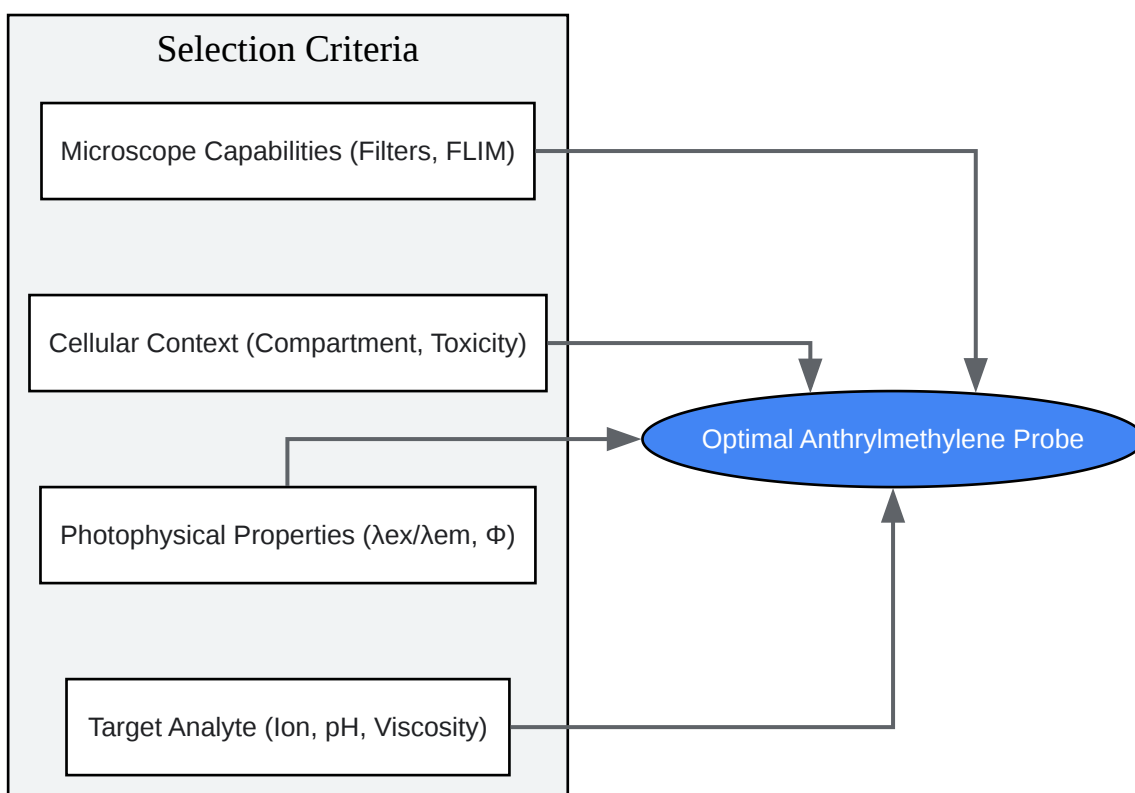 Selection Criteria
Microscope Capabilities (Filters, FLIM)
Cellular Context (Compartment, Toxicity)
Optimal Anthrylmethylene Probe
Photophysical Properties (λex/λem, Φ)
Target Analyte (Ion, pH, Viscosity)